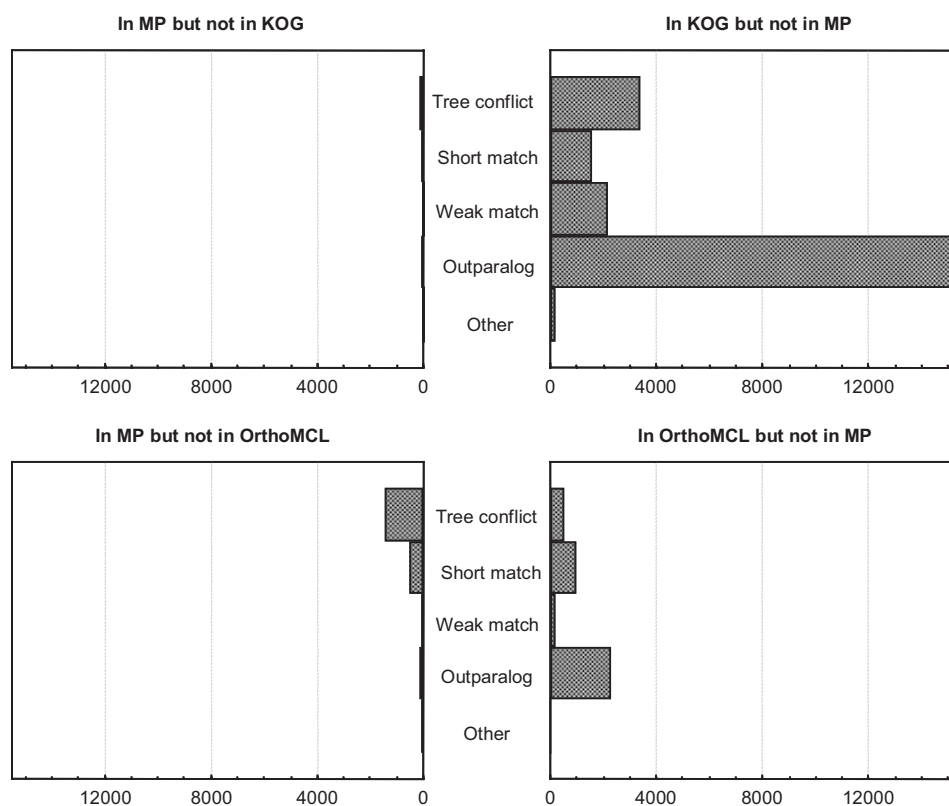 In MP but not in KOG
In KOG but not in MP
Tree conflict
Short match
Weak match
Outparalog
Other
12000 8000 4000 0
0 4000 8000 12000
In MP but not in OrthoMCL
In OrthoMCL but not in MP
Tree conflict
Short match
Weak match
Outparalog
Other
12000 8000 4000 0
0 4000 8000 12000